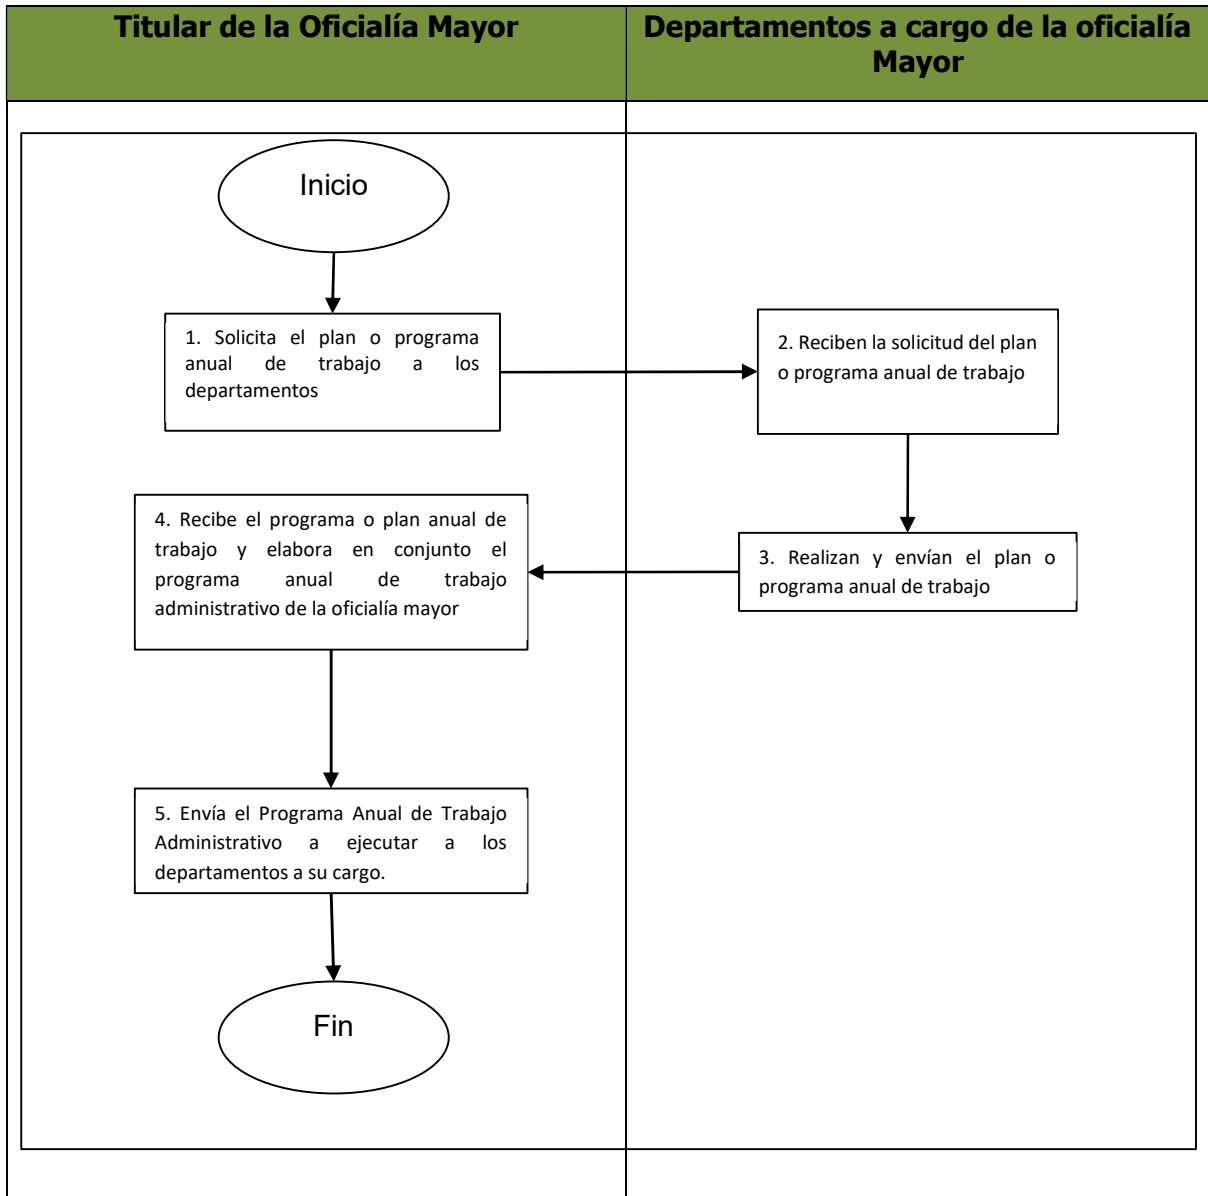 Titular de la Oficialía Mayor
Departamentos a cargo de la oficialía
Mayor
Inicio
1. Solicita el plan o programa
anual de trabajo a los
departamentos
2. Reciben la solicitud del plan
o programa anual de trabajo
3. Realizan y envían el plan o
programa anual de trabajo
4. Recibe el programa o plan anual de
trabajo y elabora en conjunto el
programa anual de trabajo
administrativo de la oficialía mayor
5. Envía el Programa Anual de Trabajo
Administrativo a ejecutar a los
departamentos a su cargo.
Fin